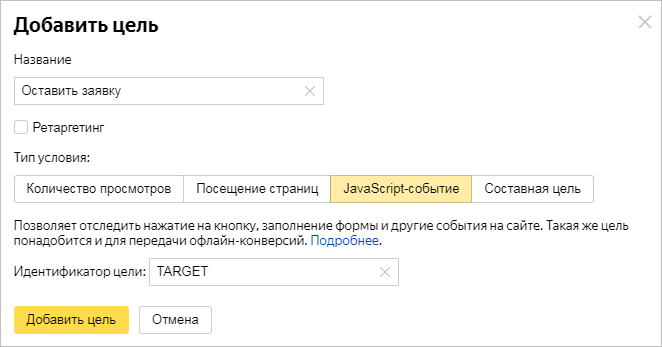 Добавить цель
Название
Оставить заявку
Ретаргетинг
Тип условия:
Количество просмотров Посещение страниц JavaScript-событие Составная цель
Позволяет отследить нажатие на кнопку, заполнение формы и другие события на сайте. Такая же цель
понадобится и для передачи офлайн-конверсий. Подробнее.
Идентификатор цели: TARGET
Добавить цель Отмена